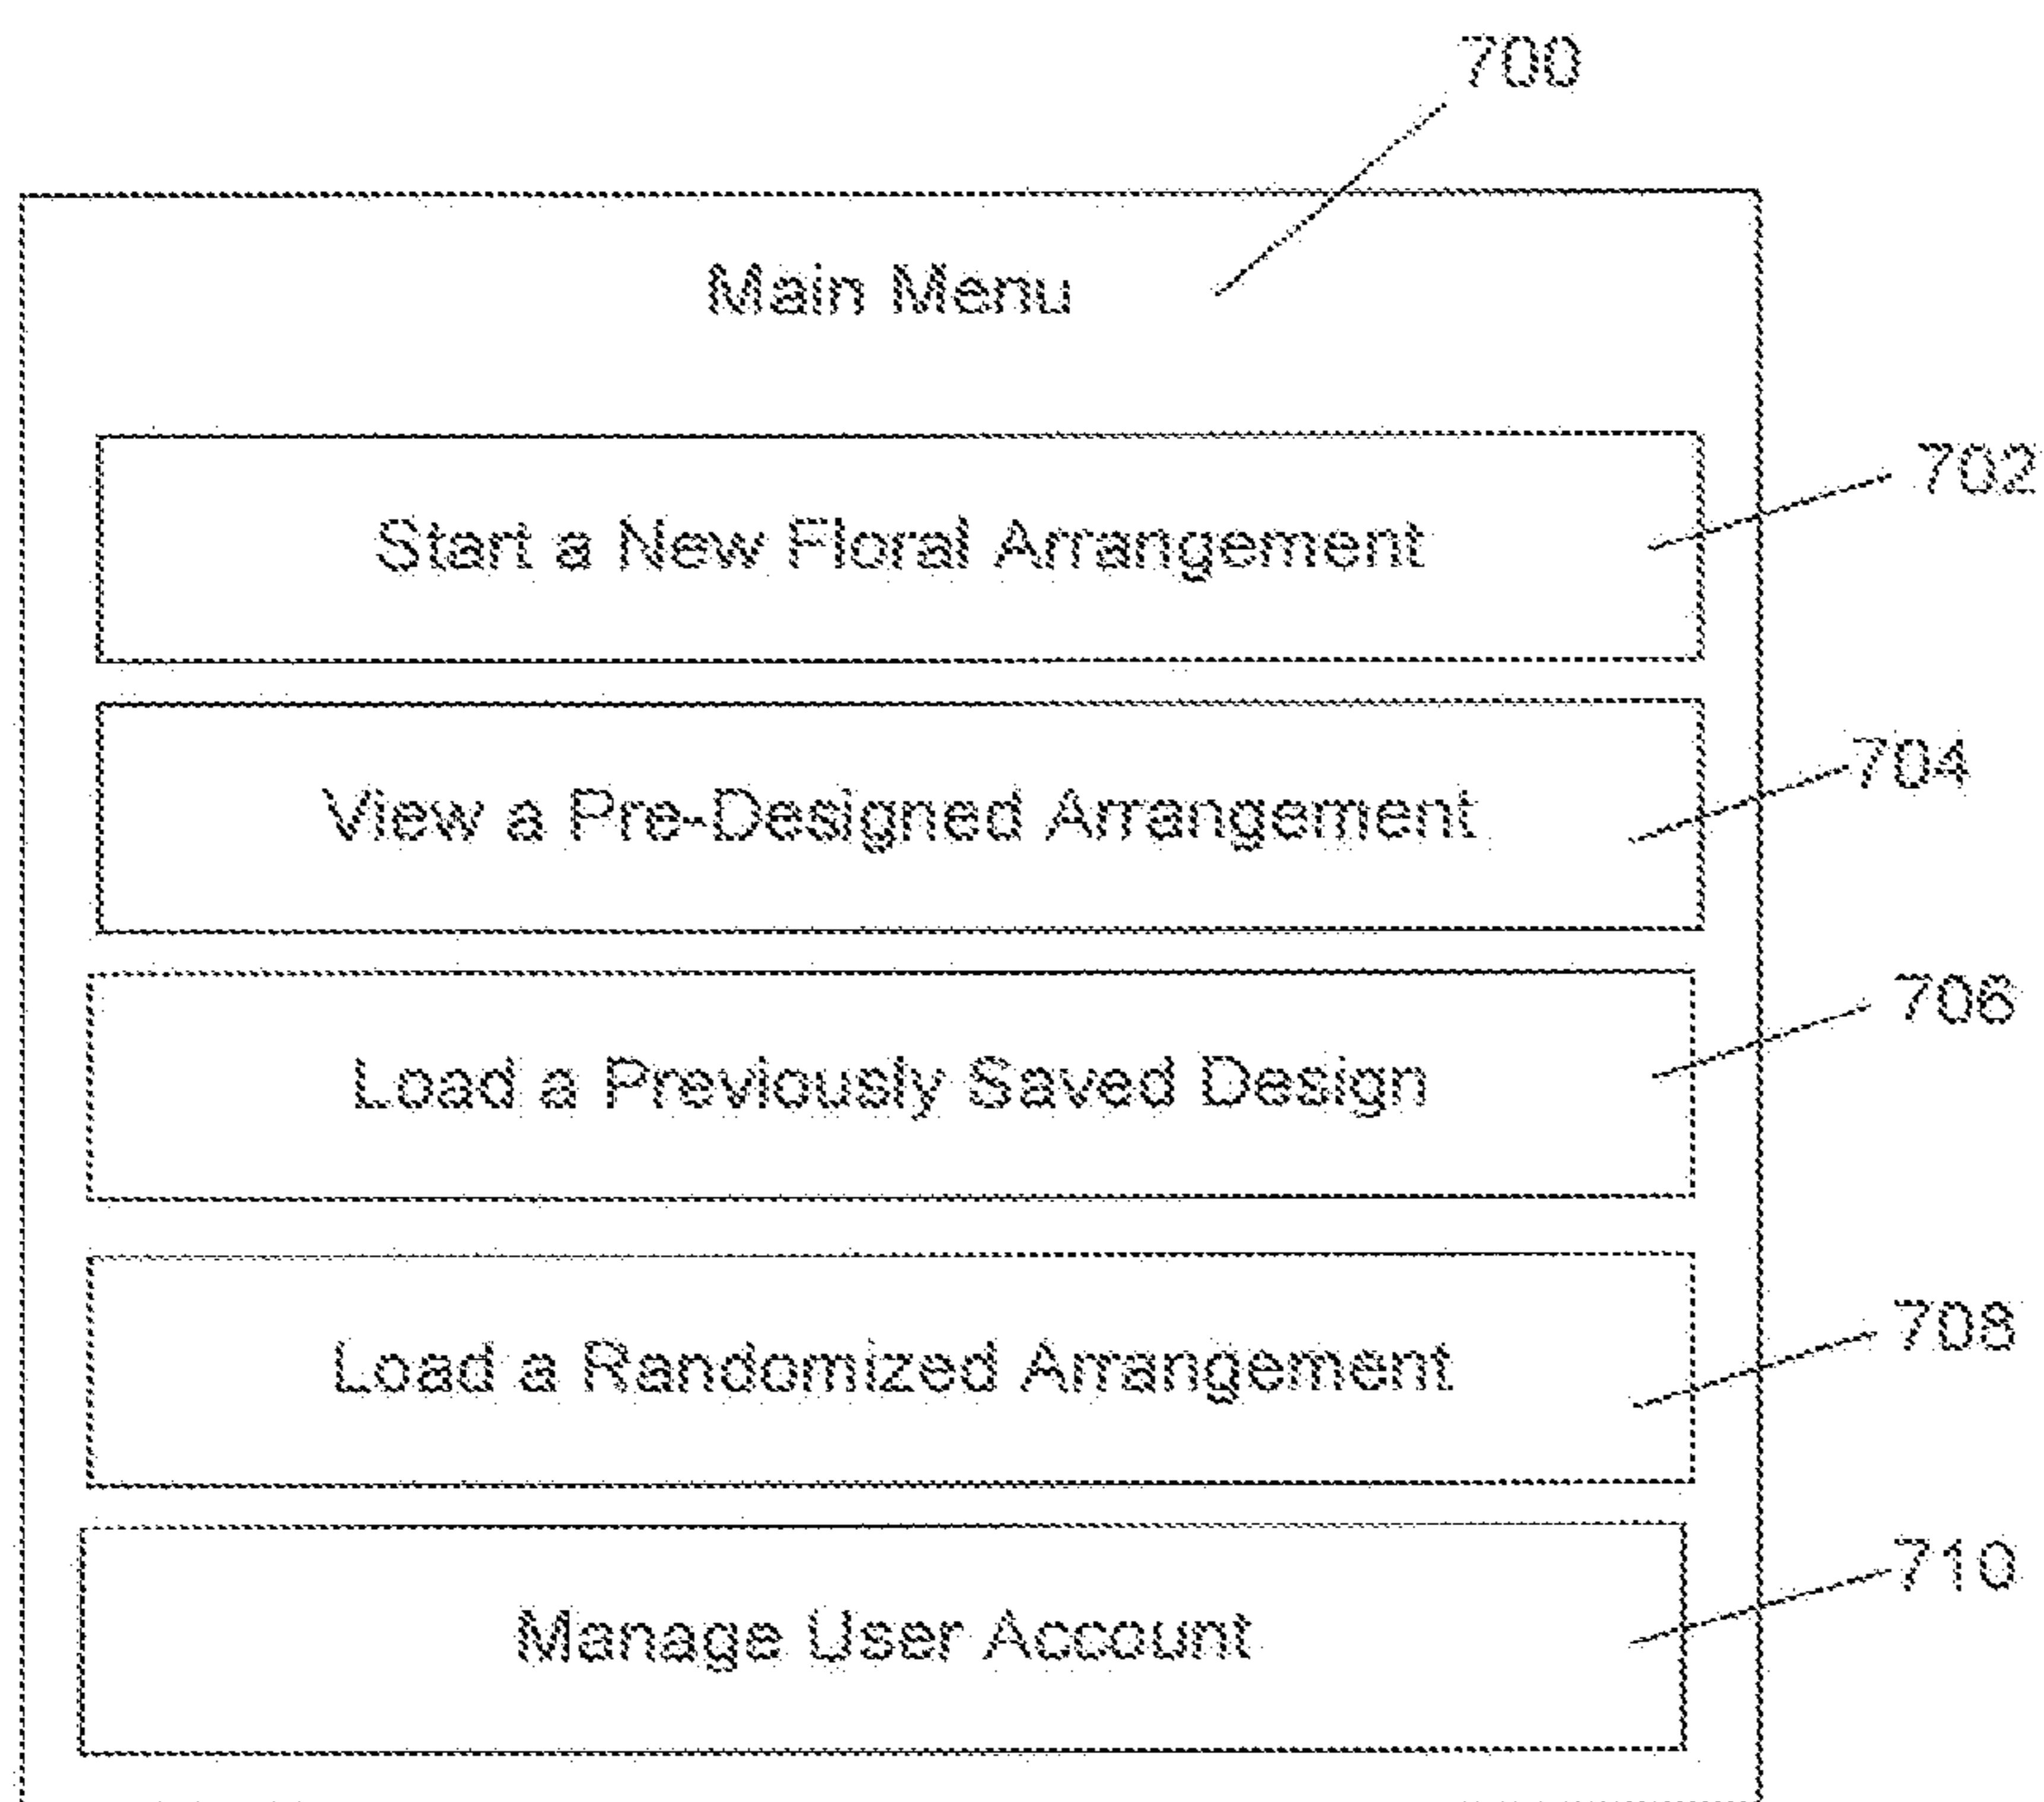 700
Main Menu
Start a New Floral Arrangement
702
View a Pre-Designed Arrangement
704
Load a Previously Saved Design
706
Load a Randomized Arrangement
708
Manage User Account
710